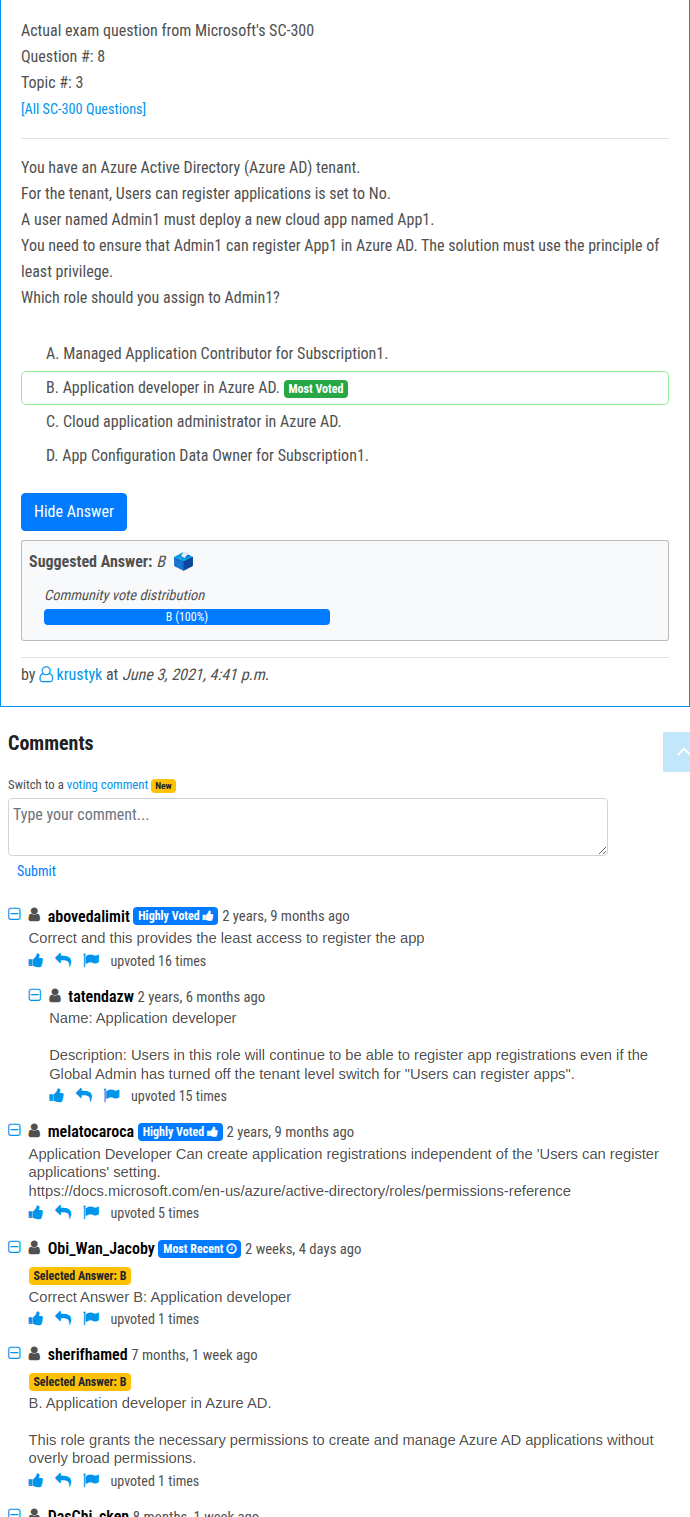 Actual exam question from Microsoft's SC-300
Question #: 8
Topic #: 3
[All SC-300 Questions]
You have an Azure Active Directory (Azure AD) tenant.
For the tenant, Users can register applications is set to No.
A user named Admin1 must deploy a new cloud app named App1.
You need to ensure that Admin1 can register App1 in Azure AD. The solution must use the principle of
least privilege.
Which role should you assign to Admin1?
A. Managed Application Contributor for Subscription1.
B. Application developer in Azure AD. Most Voted
C. Cloud application administrator in Azure AD.
D. App Configuration Data Owner for Subscription1.
Hide Answer
Suggested Answer: B
Community vote distribution
B (100%)
by krustyk at June 3, 2021, 4:41 p.m.
Comments
Switch to a voting comment New
Type your comment...
Submit
abovedalimit Highly Voted 2 years, 9 months ago
Correct and this provides the least access to register the app
upvoted 16 times
tatendazw 2 years, 6 months ago
Name: Application developer
Description: Users in this role will continue to be able to register app registrations even if the
Global Admin has turned off the tenant level switch for "Users can register apps".
upvoted 15 times
melatocaroca Highly Voted 2 years, 9 months ago
Application Developer Can create application registrations independent of the 'Users can register
applications' setting.
https://docs.microsoft.com/en-us/azure/active-directory/roles/permissions-reference
upvoted 5 times
Obi_Wan_Jacoby Most Recent 2 weeks, 4 days ago
Selected Answer: B
Correct Answer B: Application developer
upvoted 1 times
sherifhamed 7 months, 1 week ago
Selected Answer: B
B. Application developer in Azure AD.
This role grants the necessary permissions to create and manage Azure AD applications without
overly broad permissions.
upvoted 1 times
DasChi_cken 8 months, 1 week ago